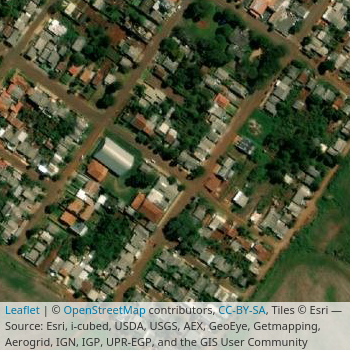 Leaflet | © OpenStreetMap contributors, CC-BY-SA, Tiles © Esri —
Source: Esri, i-cubed, USDA, USGS, AEX, GeoEye, Getmapping,
Aerogrid, IGN, IGP, UPR-EGP, and the GIS User Community